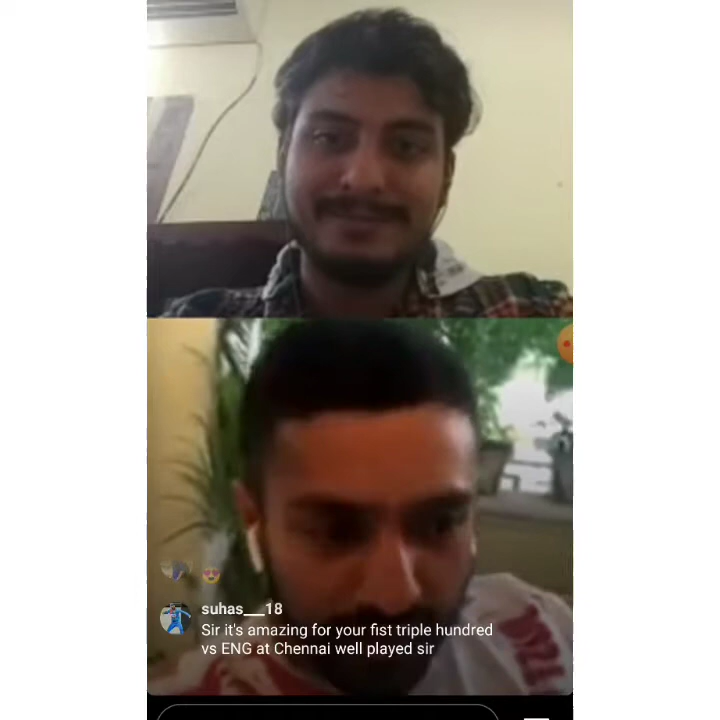 suhas___18
Sir it's amazing for your fist triple hundred
vs ENG at Chennai well played sir